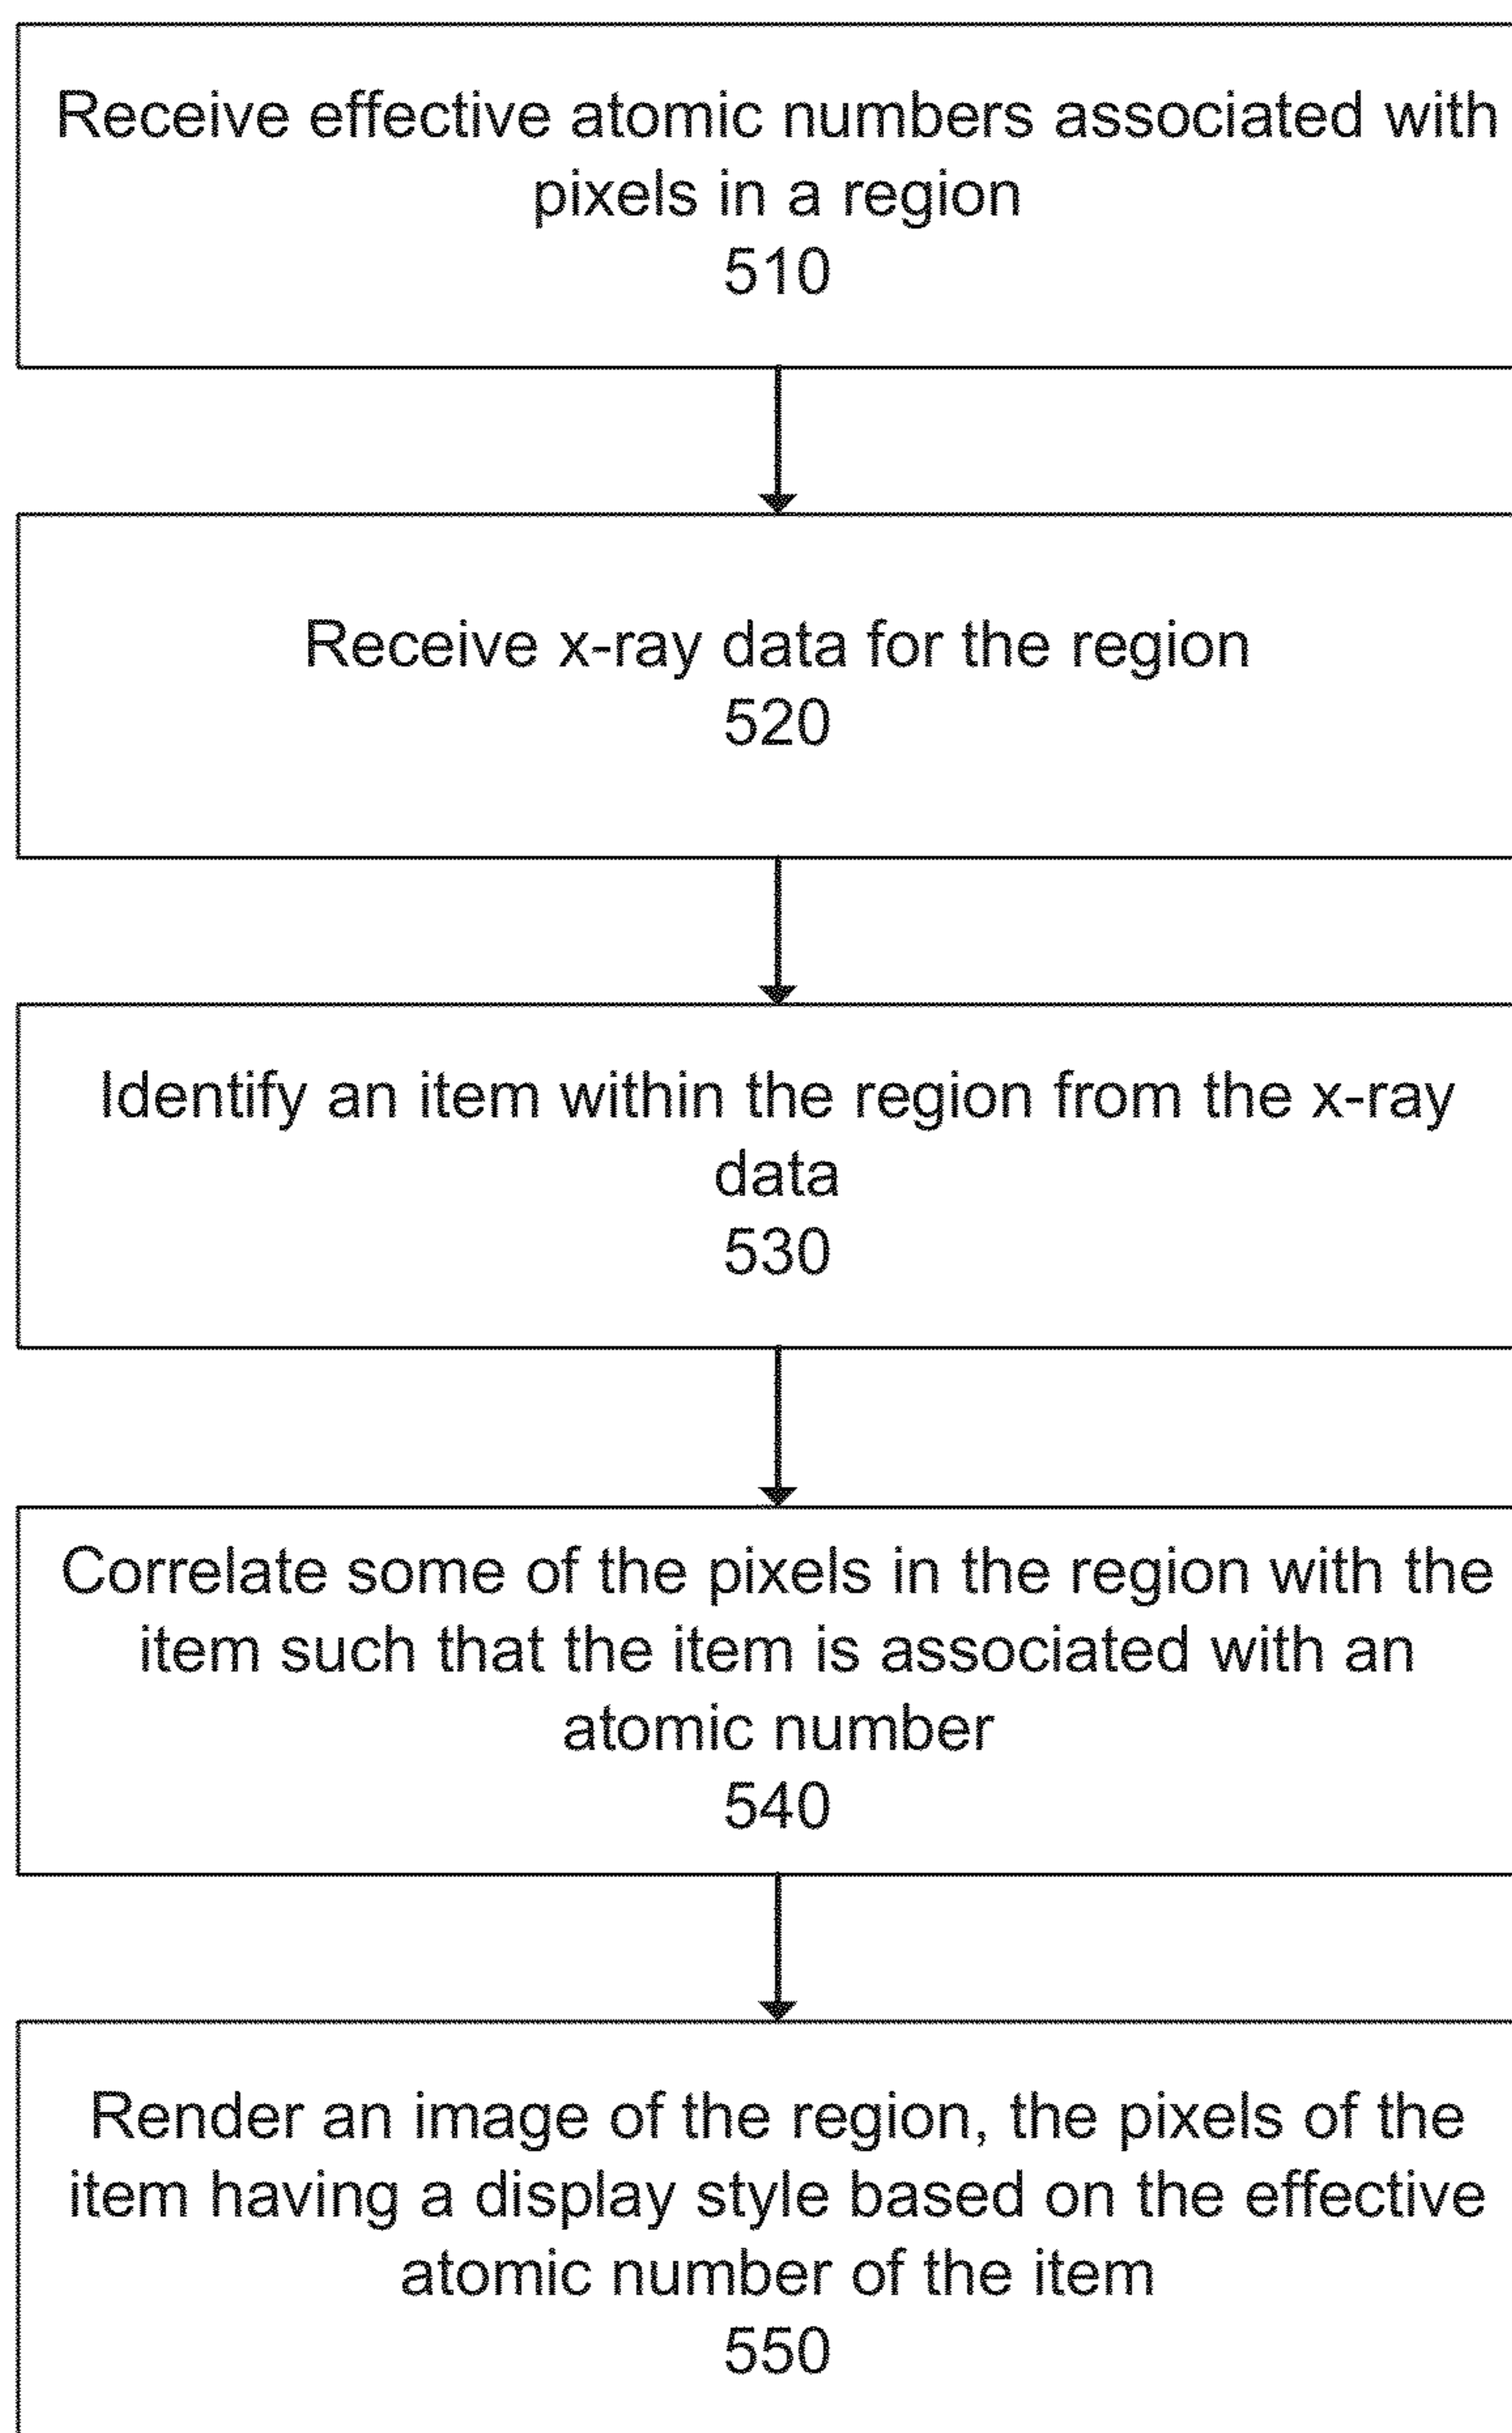 Receive effective atomic numbers associated with
pixels in a region
510
Receive x-ray data for the region
520
Identify an item within the region from the x-ray
data
530
Correlate some of the pixels in the region with the
item such that the item is associated with an
atomic number
540
Render an image of the region, the pixels of the
item having a display style based on the effective
atomic number of the item
550